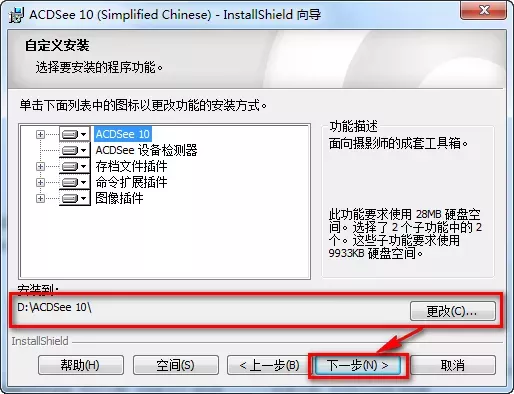 ACDSee 10 (Simplified Chinese) - InstallShield 向导
自定义安装
选择要安装的程序功能。
单击下面列表中的图标以更改功能的安装方式。
ACDSee 10
ACDSee 设备检测器
存档文件插件
命令扩展插件
图像插件
功能描述
面向摄影师的成套工具箱。
此功能要求使用 28MB 硬盘空
间。选择了 2 个子功能中的 2
个。这些子功能要求使用
9933KB 硬盘空间。
安装到:
D:\ACDSee 10\
更改(C)...
InstallShield
帮助(H)
空间(S)
< 上一步(B)
下一步(N) >
取消